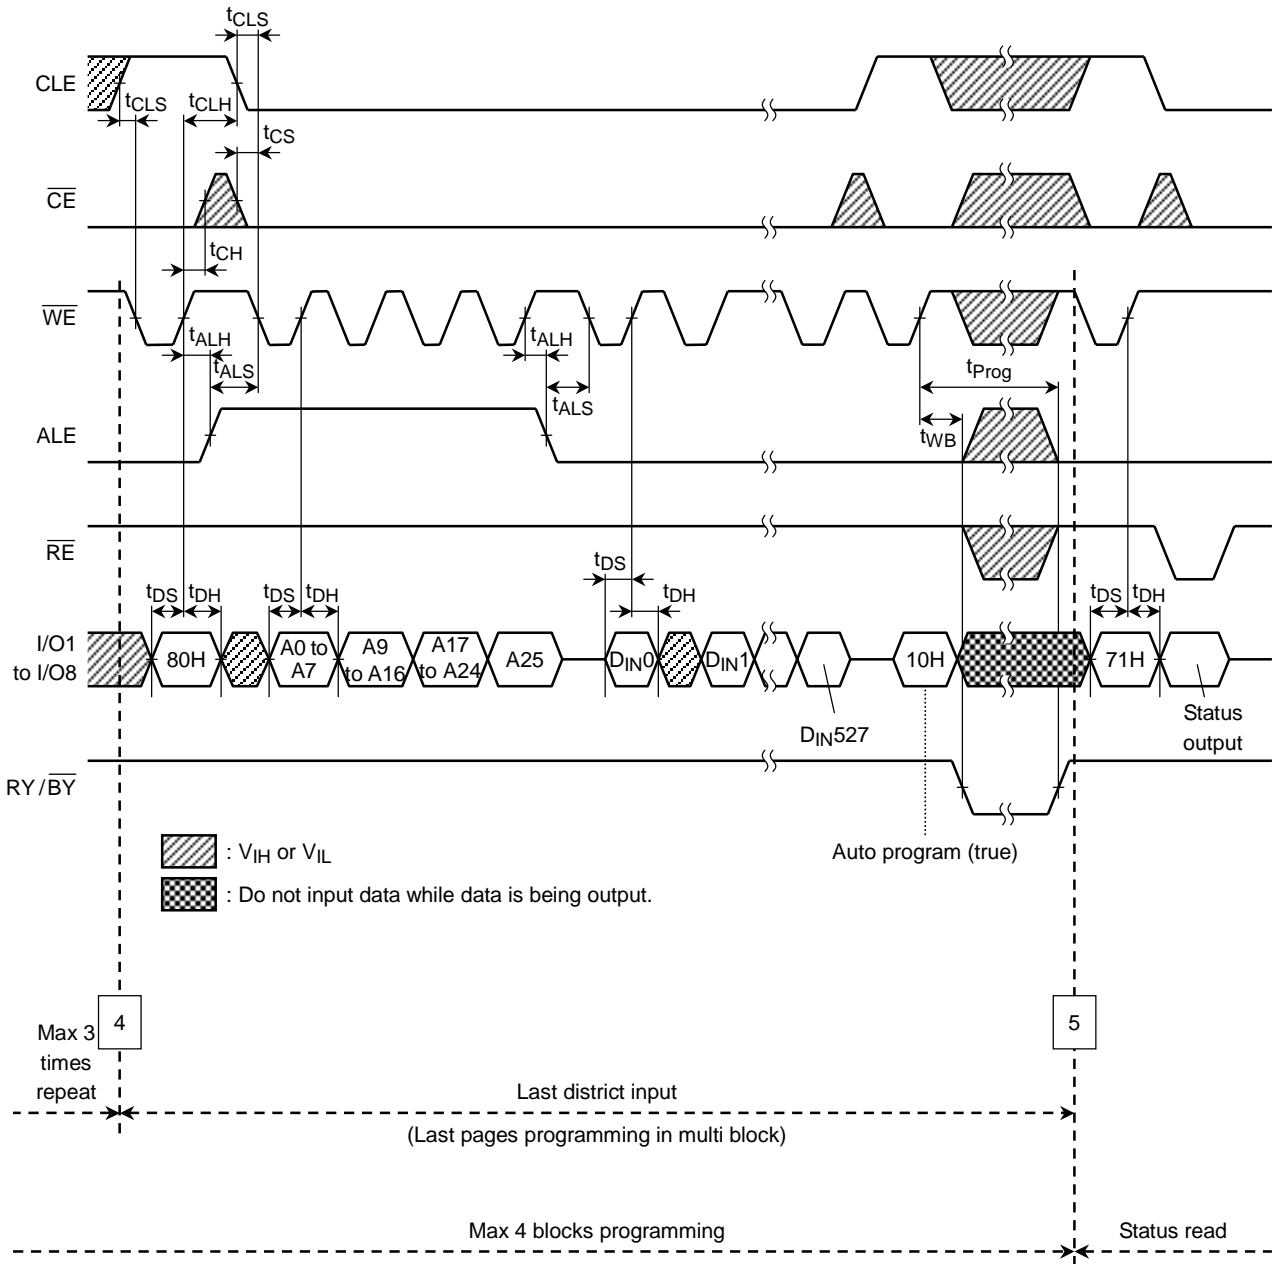 tCLS
CLE
tCLS
tCLH
tCS
CE
tCH
WE
tALH
tALH
tALS
tProg
tALS
ALE
tWB
RE
tDS
tDS
tDH
tDS
tDH
tDH
tDS
tDH
I/O1
to I/O8
80H
A0 to
A7
A9
to A16
A17
to A24
A25
DIN0
DIN1
10H
71H
DIN527
Status
output
RY/BY
Auto program (true)
: VIH or VIL
: Do not input data while data is being output.
4
5
Max 3
times
repeat
Last district input
(Last pages programming in multi block)
Max 4 blocks programming
Status read